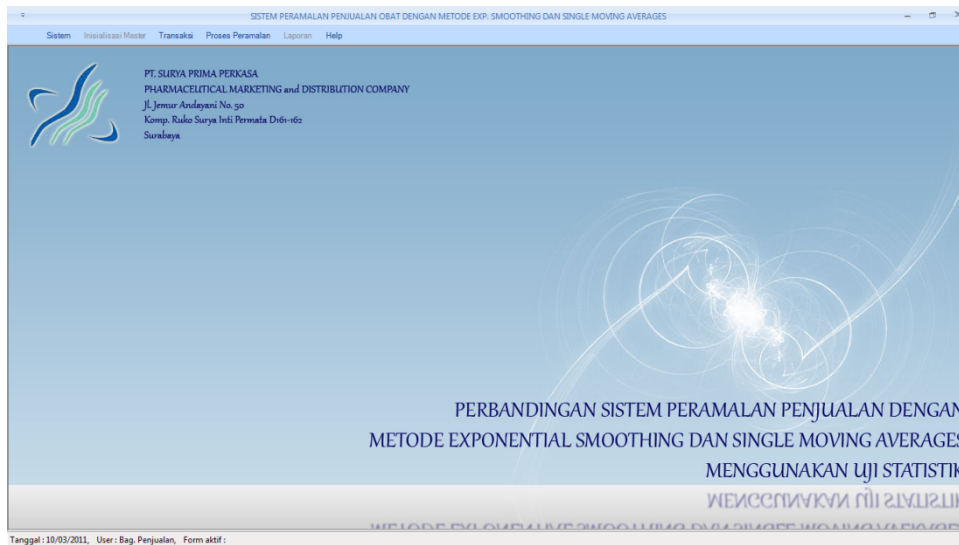 SISTEM PERAMALAN PENJUALAN OBAT DENGAN METODE EXP. SMOOTHING DAN SINGLE MOVING AVERAGES
Sistem Inisialisasi Master Transaksi Proses Peramalan Laporan Help
PT. SURYA PRIMA PERKASA
PHARMACEUTICAL MARKETING and DISTRIBUTION COMPANY
Jl. Jemur Andayani No. 50
Komp. Ruko Surya Inti Permata D161-162
Surabaya
PERBANDINGAN SISTEM PERAMALAN PENJUALAN DENGAN
METODE EXPONENTIAL SMOOTHING DAN SINGLE MOVING AVERAGES
MENGGUNAKAN UJI STATISTIK
Tanggal : 10/03/2011, User : Bag. Penjualan, Form aktif :